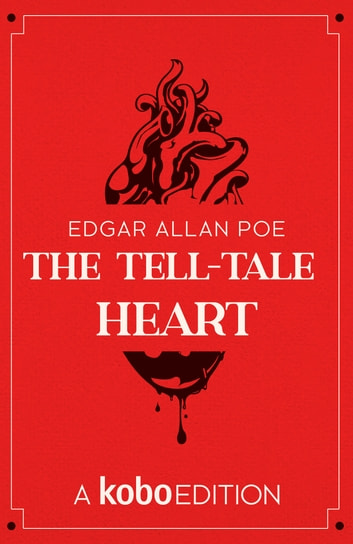 EDGAR ALLAN POE
THE TELL-TALE
HEART
A kobo EDITION